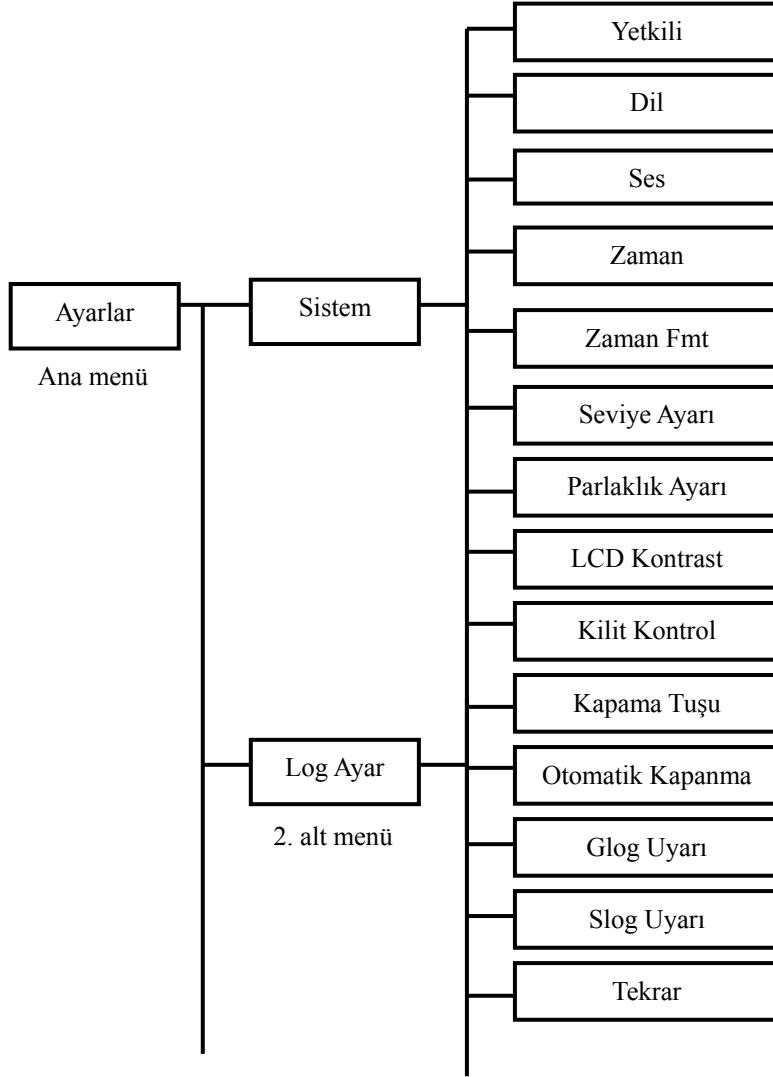 Yetkili
Dil
Ses
Zaman
Ayarlar
Sistem
Ana menü
Zaman Fmt
Seviye Ayarı
Parlaklık Ayarı
LCD Kontrast
Kilit Kontrol
Kapama Tuşu
Log Ayar
Otomatik Kapanma
2. alt menü
Glog Uyarı
Slog Uyarı
Tekrar